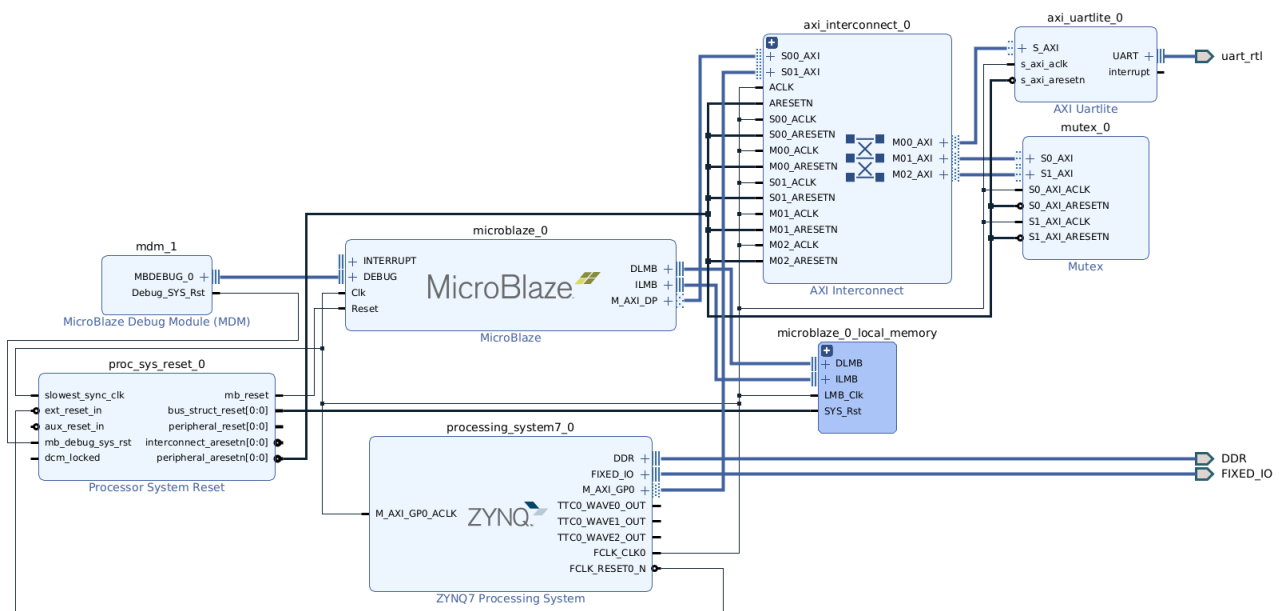 axi_interconnect_0
S00_AXI
S01_AXI
ACLK
ARESETN
S00_ACLK
S00_ARESETN
M00_ACLK
M00_ARESETN
S01_ACLK
S01_ARESETN
M01_ACLK
M01_ARESETN
M02_ACLK
M02_ARESETN
M00_AXI
M01_AXI
M02_AXI
AXI Interconnect
axi_uartlite_0
S_AXI
s_axi_aclk
s_axi_aresetn
UART
interrupt
AXI Uartlite
uart_rtl
mutex_0
S0_AXI
S1_AXI
S0_AXI_ACLK
S0_AXI_ARESETN
S1_AXI_ACLK
S1_AXI_ARESETN
Mutex
mdm_1
MBDEBUG_0
Debug_SYS_Rst
MicroBlaze Debug Module (MDM)
microblaze_0
INTERRUPT
DEBUG
Clk
Reset
MicroBlaze
DLMB
ILMB
M_AXI_DP
MicroBlaze
microblaze_0_local_memory
DLMB
ILMB
LMB_Clk
SYS_Rst
proc_sys_reset_0
slowest_sync_clk
ext_reset_in
aux_reset_in
mb_debug_sys_rst
dcm_locked
mb_reset
bus_struct_reset[0:0]
peripheral_reset[0:0]
interconnect_aresetn[0:0]
peripheral_aresetn[0:0]
Processor System Reset
processing_system7_0
M_AXI_GP0_ACLK
ZYNQ
DDR
FIXED_IO
M_AXI_GP0
TTC0_WAVE0_OUT
TTC0_WAVE1_OUT
TTC0_WAVE2_OUT
FCLK_CLK0
FCLK_RESET0_N
ZYNQ7 Processing System
DDR
FIXED_IO